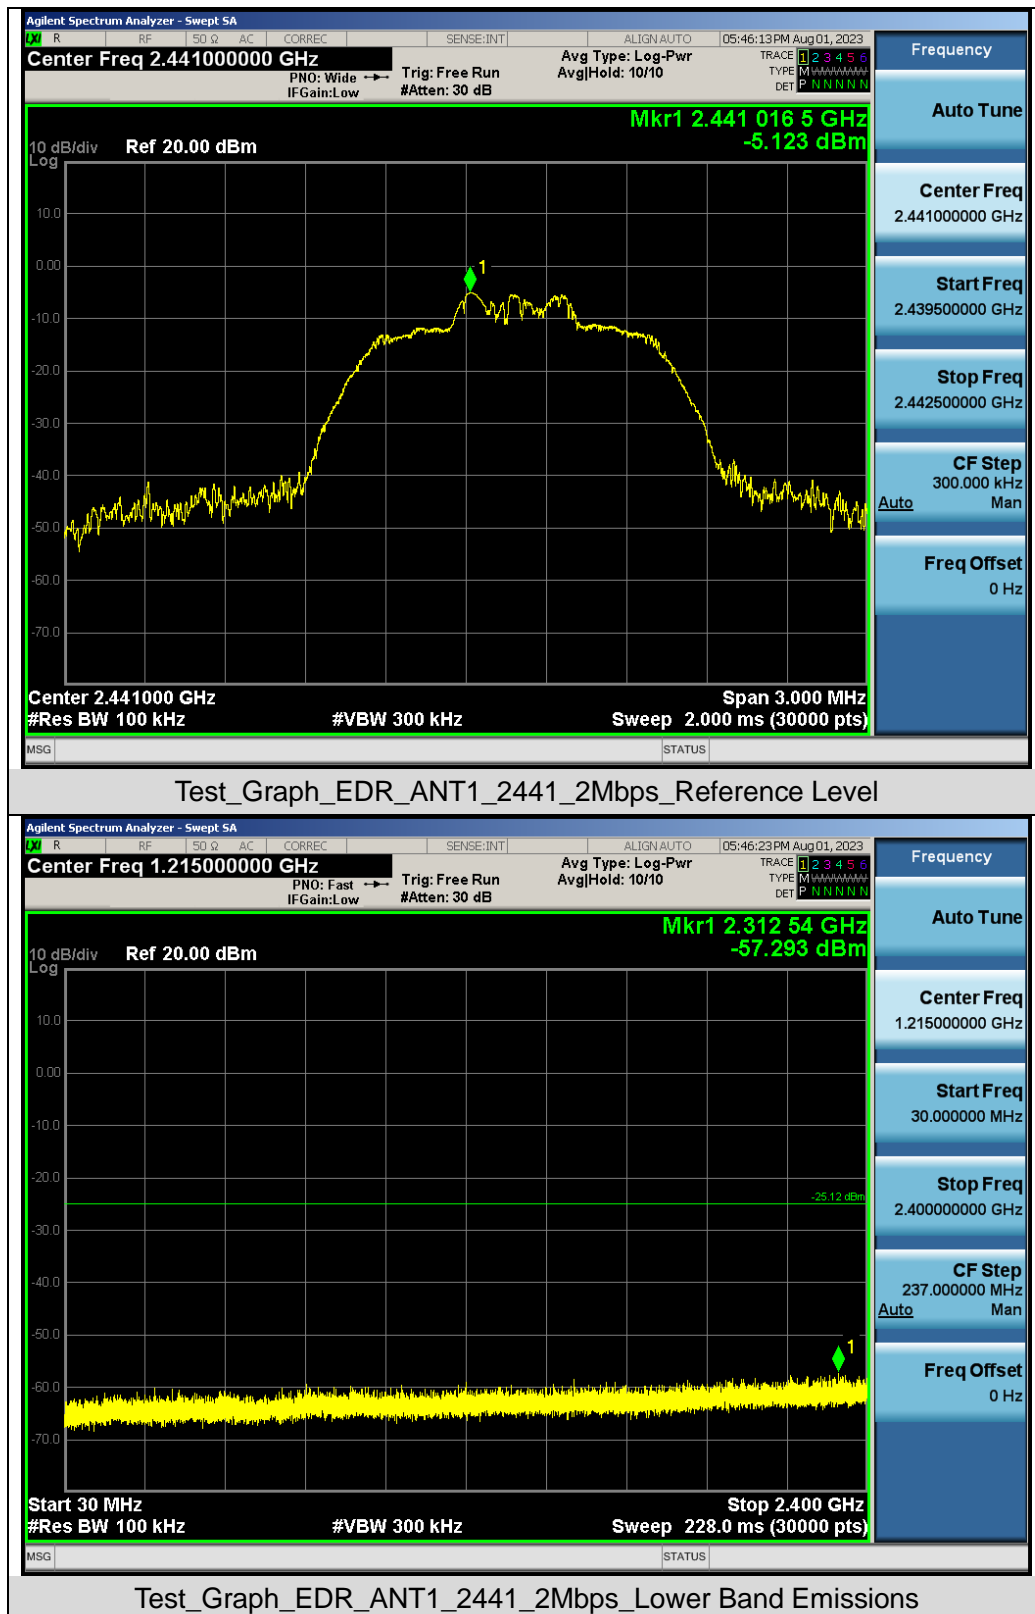 Agilent Spectrum Analyzer - Swept SA
LXI R RF 50 Ω AC CORREC SENSE:INT ALIGN AUTO 05:46:13 PM Aug 01, 2023
Center Freq 2.441000000 GHz
PNO: Wide
IFGain:Low
Trig: Free Run
#Atten: 30 dB
Avg Type: Log-Pwr
Avg|Hold: 10/10
TRACE 1 2 3 4 5 6
TYPE M WWWWW
DET P N N N N N
Mkr1 2.441 016 5 GHz
-5.123 dBm
10 dB/div Ref 20.00 dBm
Log
10.0
0.00
1
-10.0
-20.0
-30.0
-40.0
-50.0
-60.0
-70.0
Center 2.441000 GHz Span 3.000 MHz
#Res BW 100 kHz #VBW 300 kHz Sweep 2.000 ms (30000 pts)
MSG STATUS
Frequency
Auto Tune
Center Freq
2.441000000 GHz
Start Freq
2.439500000 GHz
Stop Freq
2.442500000 GHz
CF Step
300.000 kHz
Auto Man
Freq Offset
0 Hz
Test_Graph_EDR_ANT1_2441_2Mbps_Reference Level
Agilent Spectrum Analyzer - Swept SA
LXI R RF 50 Ω AC CORREC SENSE:INT ALIGN AUTO 05:46:23 PM Aug 01, 2023
Center Freq 1.215000000 GHz
PNO: Fast
IFGain:Low
Trig: Free Run
#Atten: 30 dB
Avg Type: Log-Pwr
Avg|Hold: 10/10
TRACE 1 2 3 4 5 6
TYPE M WWWWW
DET P N N N N N
Mkr1 2.312 54 GHz
-57.293 dBm
10 dB/div Ref 20.00 dBm
Log
10.0
0.00
-10.0
-20.0
-25.12 dBm
-30.0
-40.0
-50.0
1
-60.0
-70.0
Start 30 MHz Stop 2.400 GHz
#Res BW 100 kHz #VBW 300 kHz Sweep 228.0 ms (30000 pts)
MSG STATUS
Frequency
Auto Tune
Center Freq
1.215000000 GHz
Start Freq
30.000000 MHz
Stop Freq
2.400000000 GHz
CF Step
237.000000 MHz
Auto Man
Freq Offset
0 Hz
Test_Graph_EDR_ANT1_2441_2Mbps_Lower Band Emissions